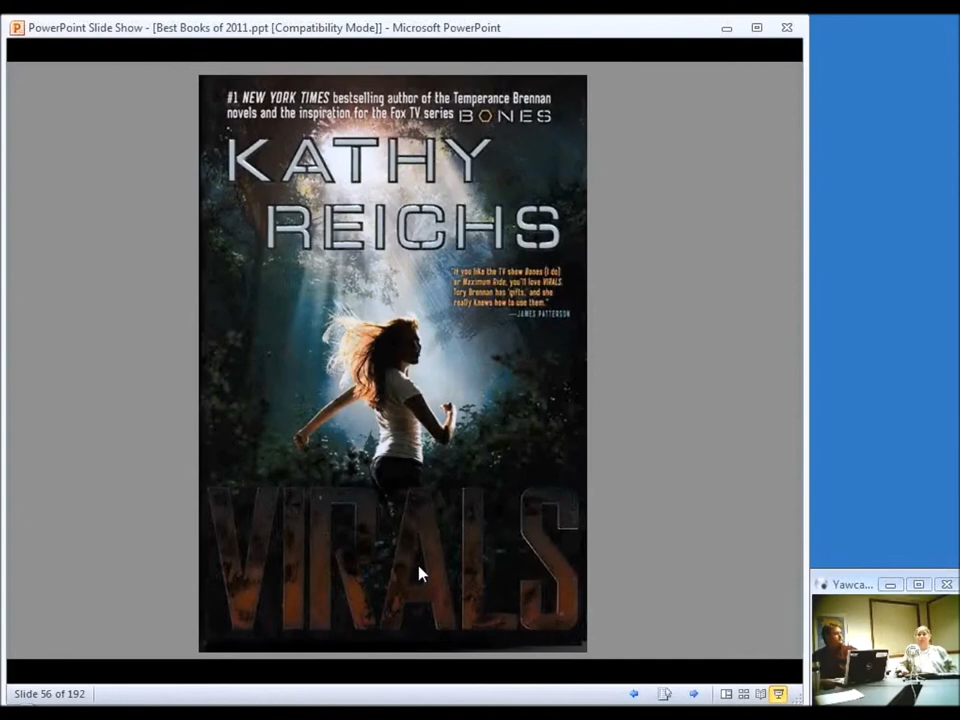 PowerPoint Slide Show - [Best Books of 2011.ppt [Compatibility Mode]] - Microsoft PowerPoint
#1 NEW YORK TIMES bestselling author of the Temperance Brennan
novels and the inspiration for the Fox TV series BONES
KATHY
REICHS
"If you like the TV show Bones (I do)
or Maximum Ride, you'll love VIRALS.
Tory Brennan has 'gifts,' and she
really knows how to use them."
—JAMES PATTERSON
VIRALS
Yawca...
Slide 56 of 192